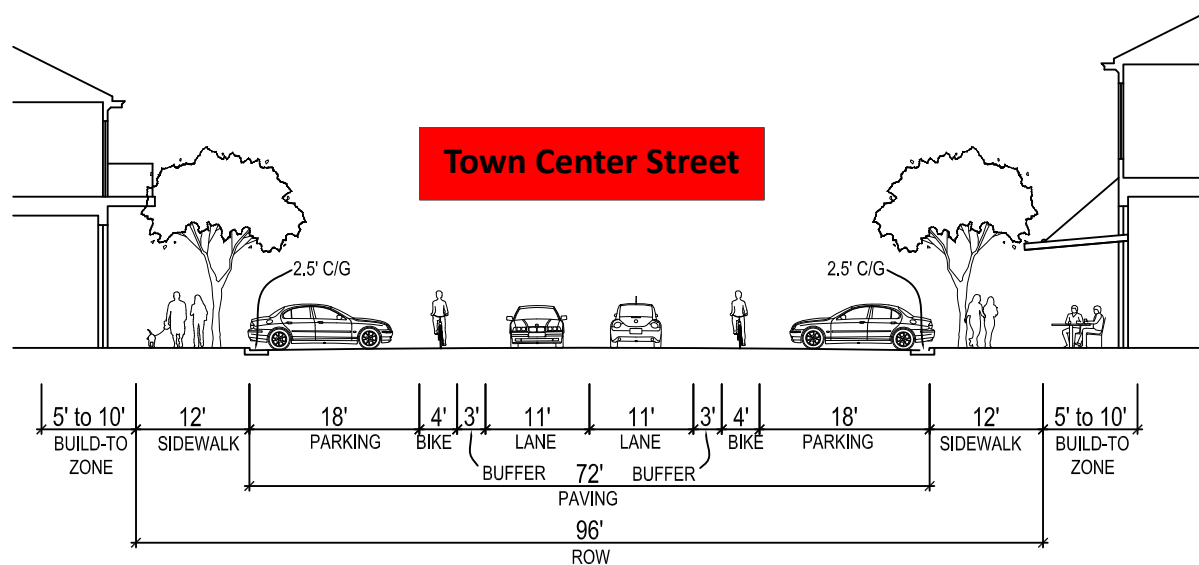 Town Center Street
2.5' C/G
2.5' C/G
5' to 10'
12'
18'
4'
3'
11'
11'
3'
4'
18'
12'
5' to 10'
BUILD-TO
ZONE
SIDEWALK
PARKING
BIKE
LANE
LANE
BIKE
PARKING
SIDEWALK
BUILD-TO
ZONE
BUFFER
BUFFER
72'
PAVING
96'
ROW